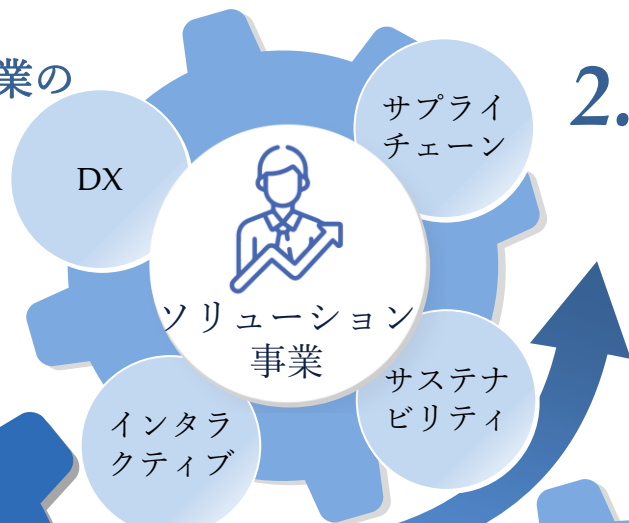 業の
2.
DX
サプライ
チェーン
ソリューション
事業
サステナ
ビリティ
インタラ
クティブ